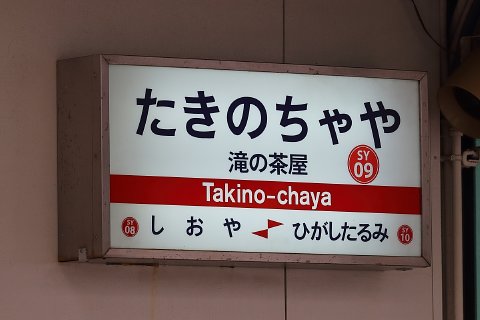 たきのちゃや
滝の茶屋
SY
09
Takino-chaya
SY
08
しおや
ひがしたるみ
SY
10